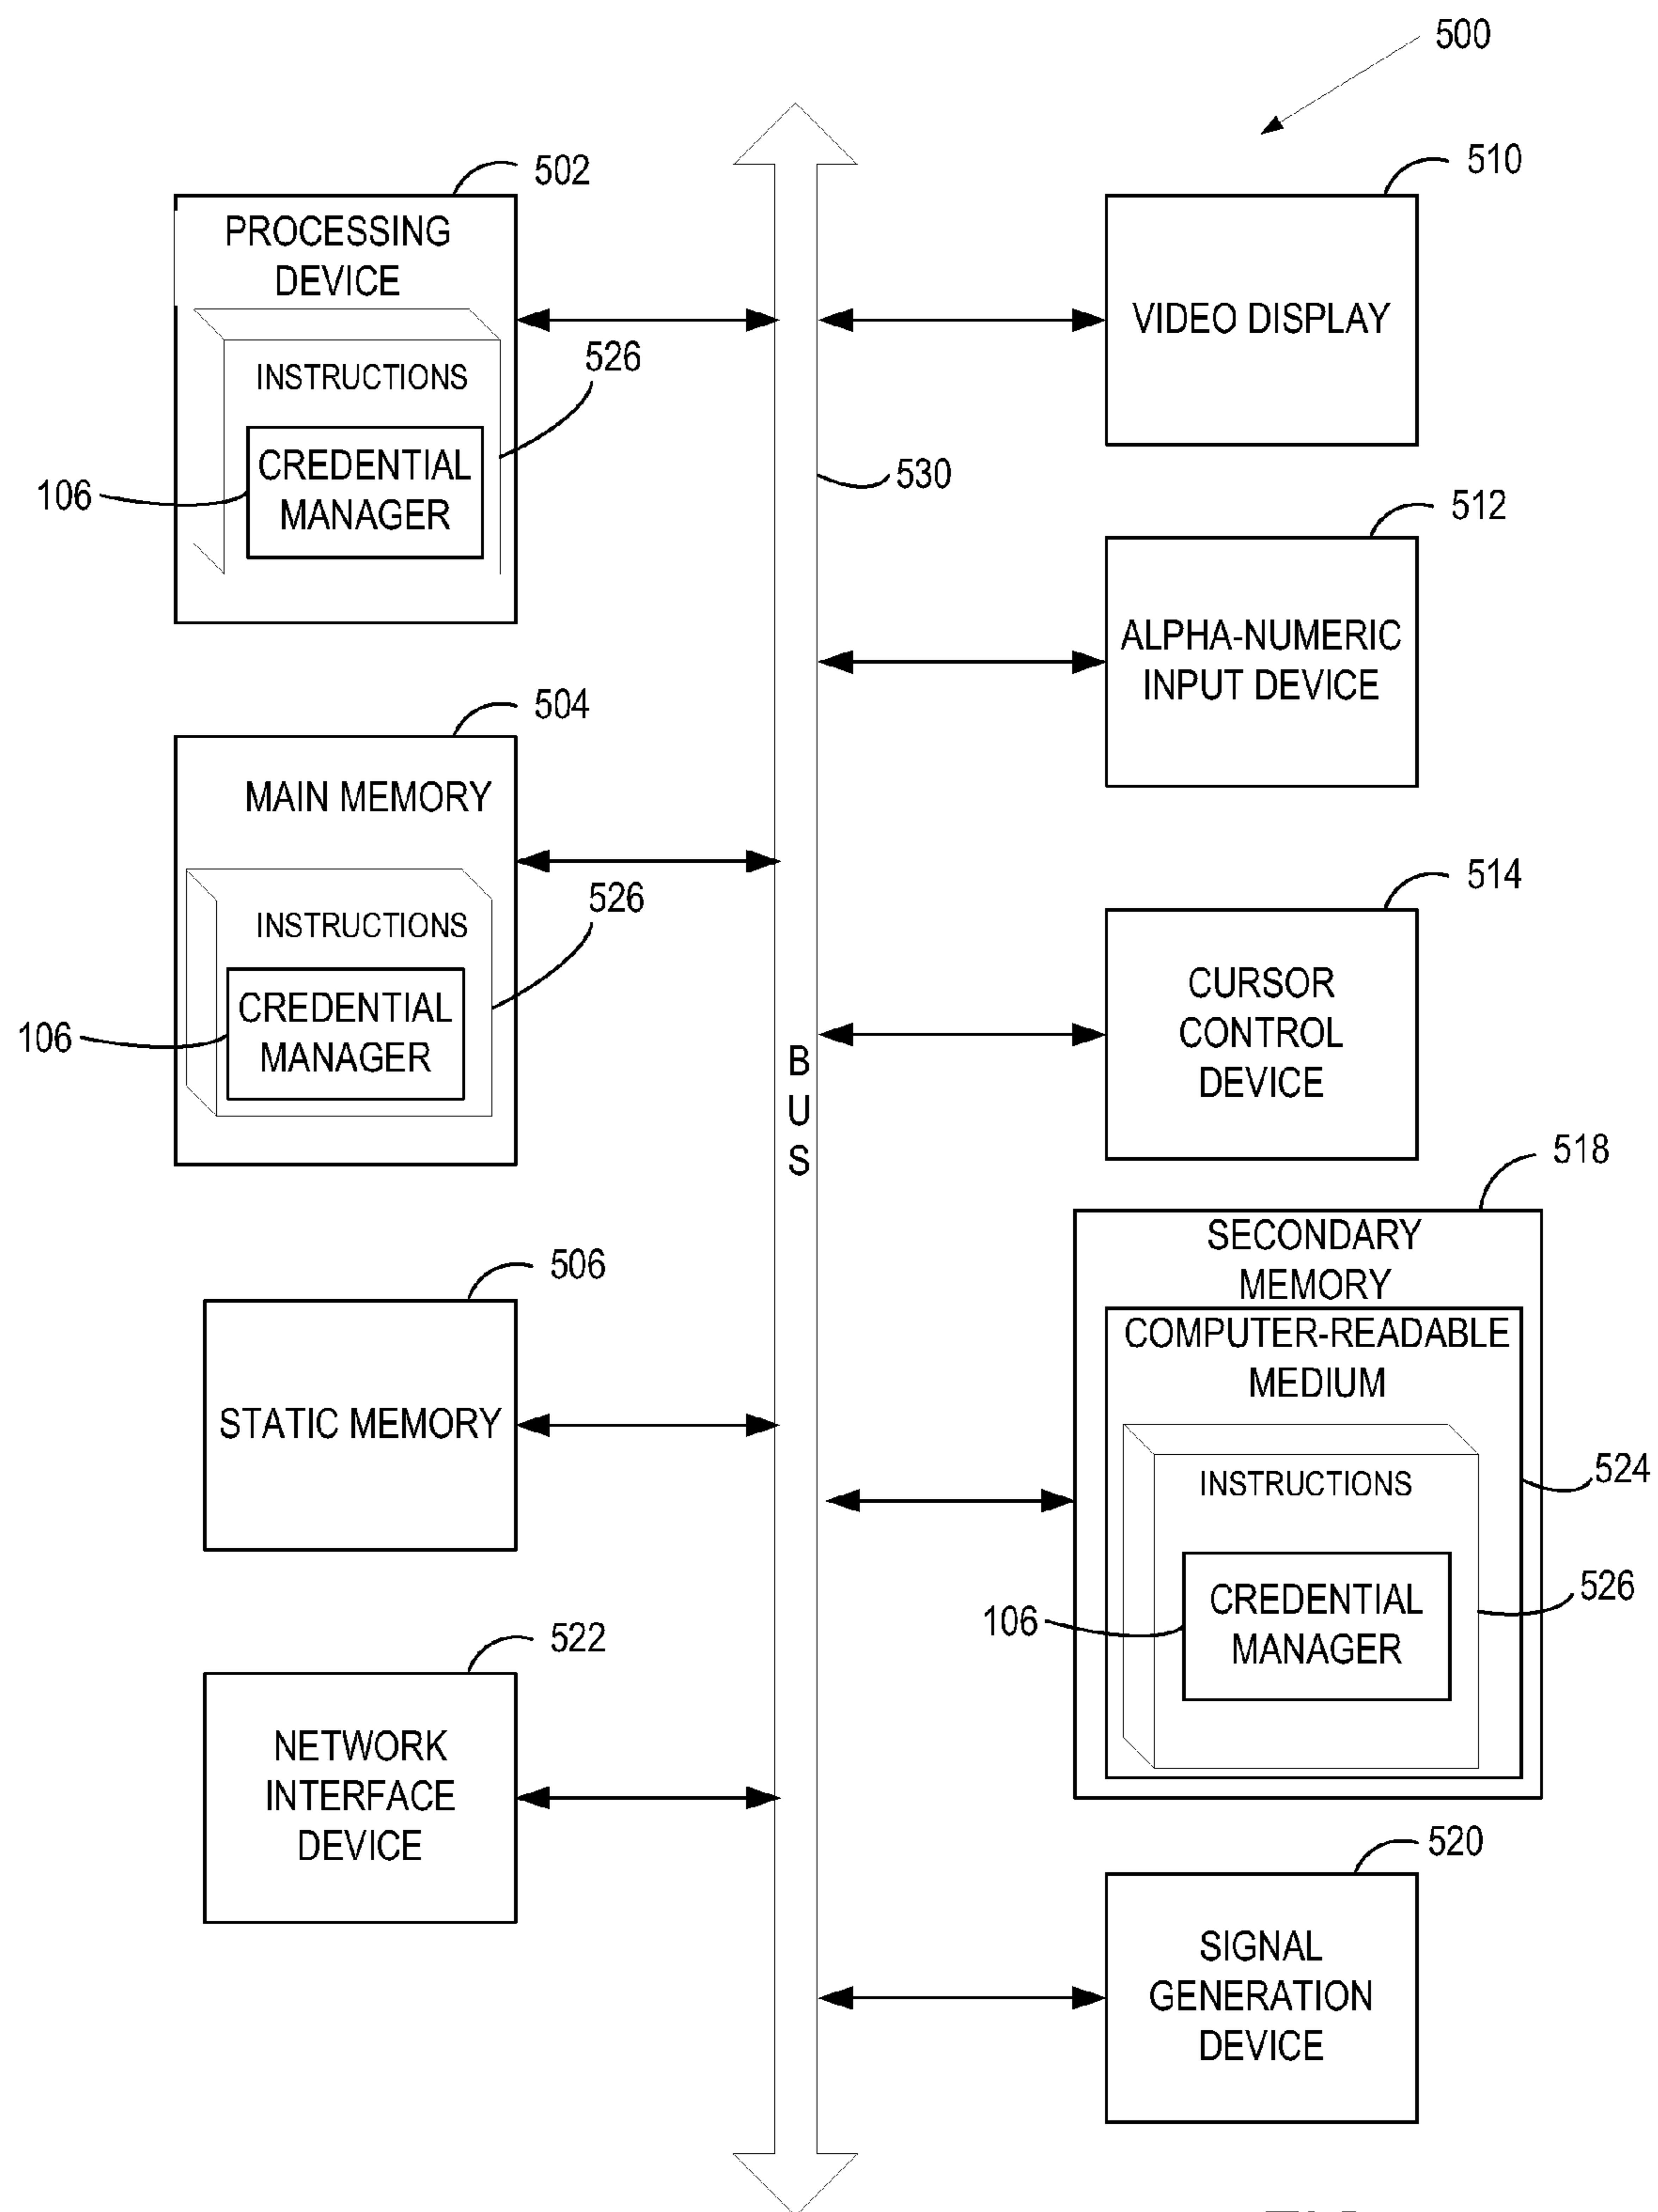 500
502
PROCESSING
DEVICE
INSTRUCTIONS
526
CREDENTIAL
MANAGER
106
510
VIDEO DISPLAY
530
512
ALPHA-NUMERIC
INPUT DEVICE
504
MAIN MEMORY
INSTRUCTIONS
526
CREDENTIAL
MANAGER
106
514
CURSOR
CONTROL
DEVICE
B
U
S
506
STATIC MEMORY
518
SECONDARY
MEMORY
COMPUTER-READABLE
MEDIUM
INSTRUCTIONS
524
CREDENTIAL
MANAGER
526
106
522
NETWORK
INTERFACE
DEVICE
520
SIGNAL
GENERATION
DEVICE